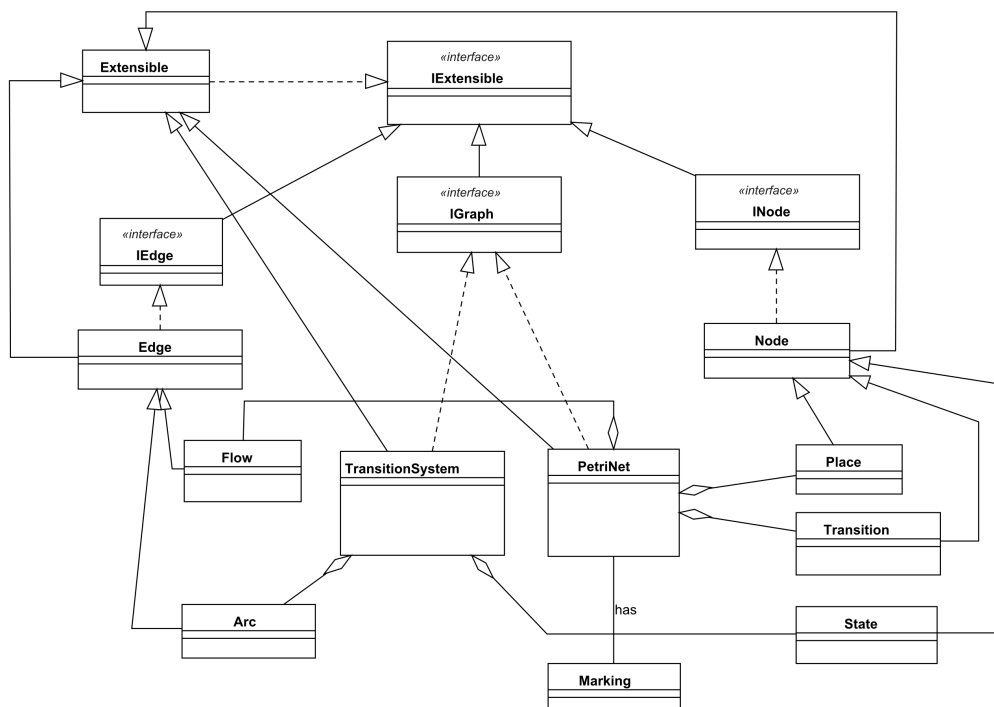 «interface»
Extensible
IExtensible
«interface»
INode
«interface»
IGraph
«interface»
IEdge
Node
Edge
Place
Flow
TransitionSystem
PetriNet
Transition
has
Arc
State
Marking